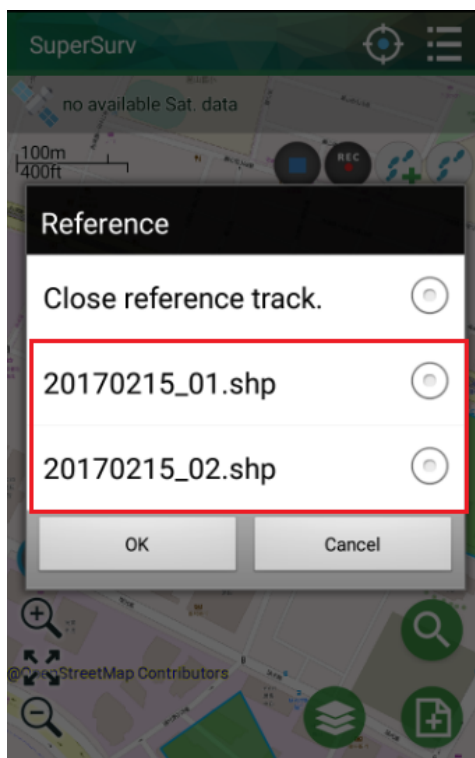 SuperSurv
no available Sat. data
100m
400ft
REC
Reference
Close reference track.
20170215_01.shp
20170215_02.shp
OK
Cancel
@OpenStreetMap Contributors